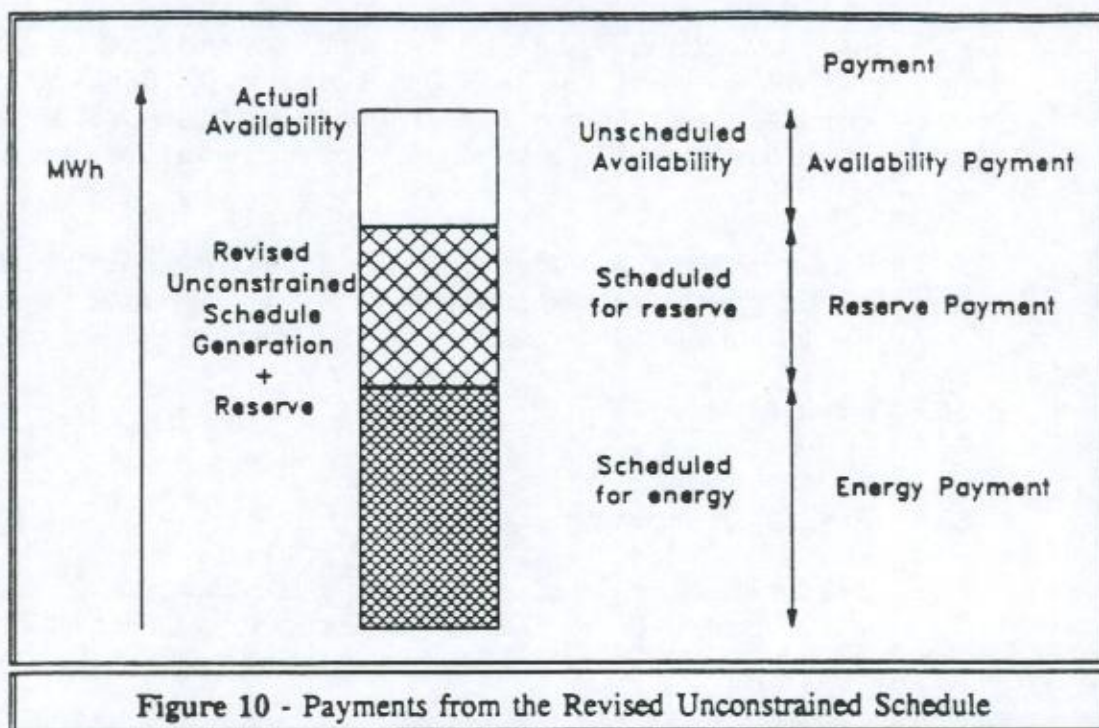 Payment
Actual
Availability
MWh
Unscheduled
Availability
Availability Payment
Revised
Unconstrained
Schedule
Generation
+
Reserve
Scheduled
for reserve
Reserve Payment
Scheduled
for energy
Energy Payment
Figure 10 - Payments from the Revised Unconstrained Schedule